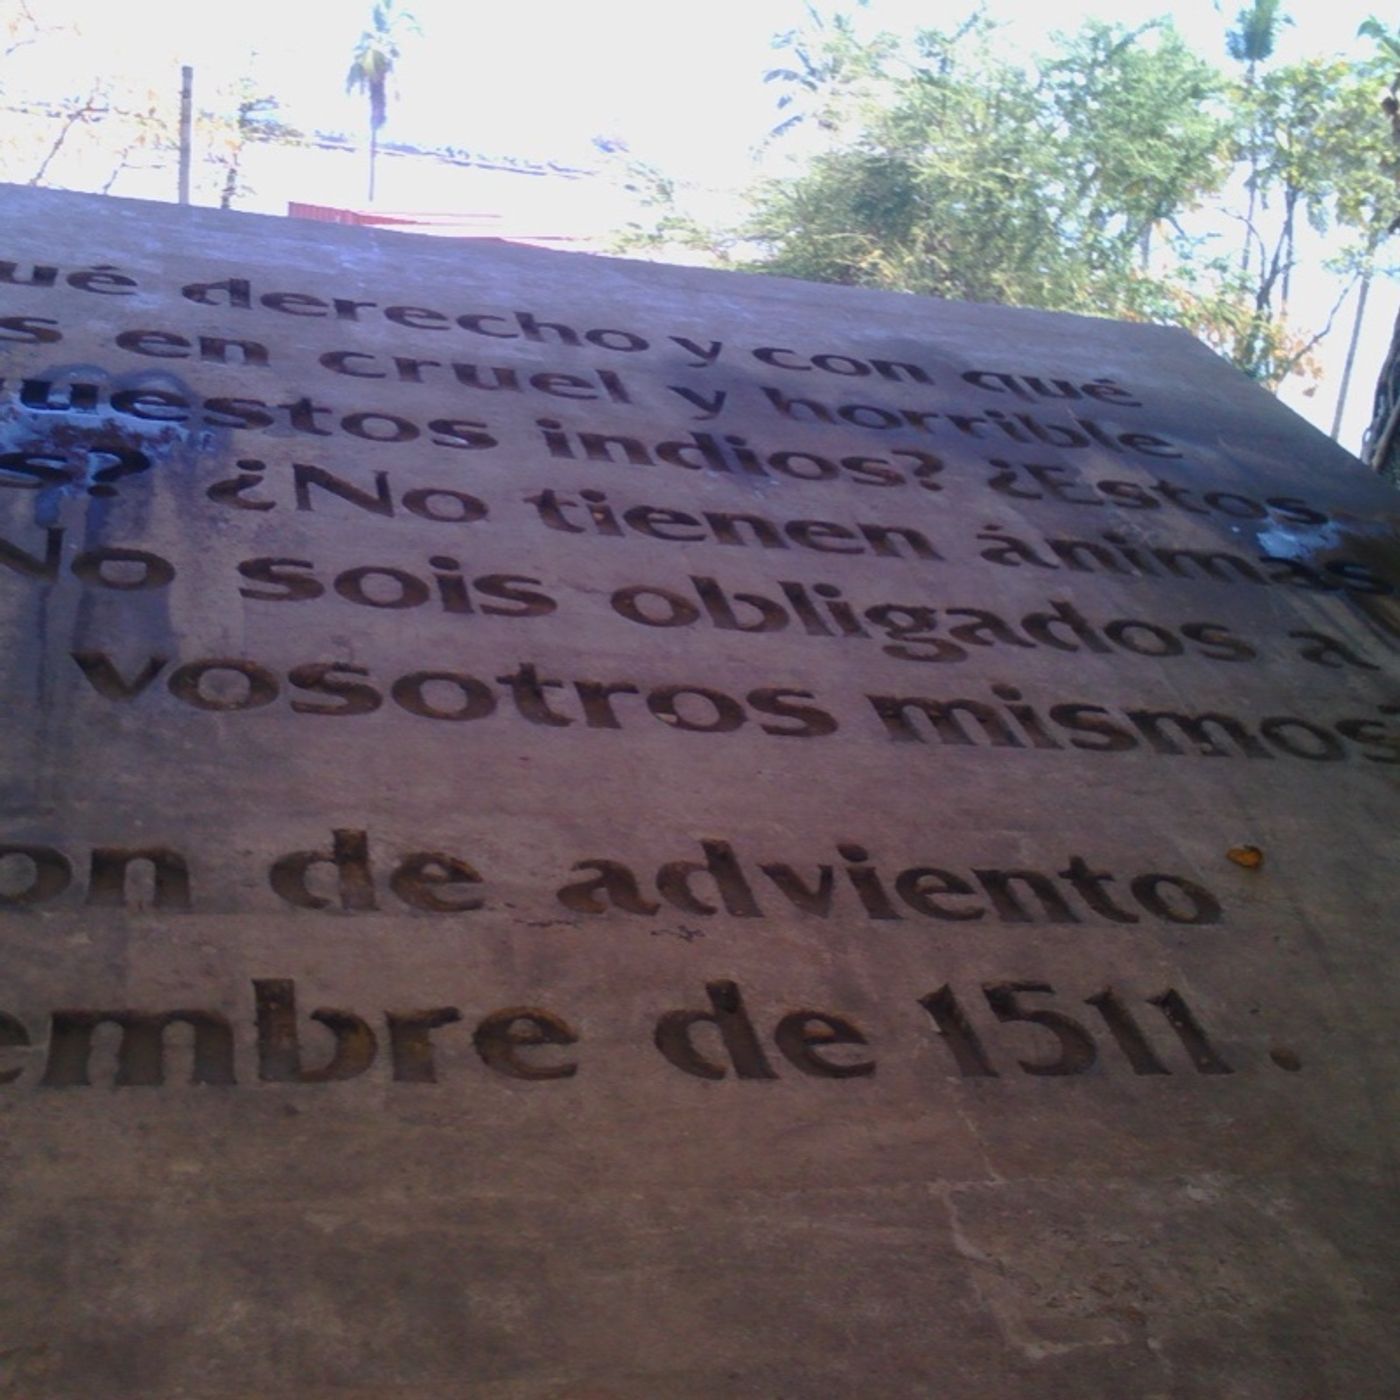 ué derecho y con qué
s en cruel y horrible
uestos indios? ¿Estos
s? ¿No tienen ánimas
No sois obligados a
vosotros mismos?
on de adviento
embre de 1511.